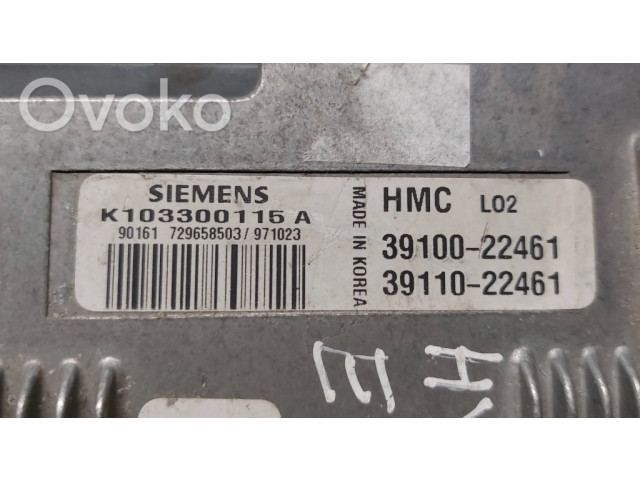 Ovoko
SIEMENS
K103300115 A
90161 729658503/971023
MADE IN KOREA
HMC L02
39100-22461
39110-22461